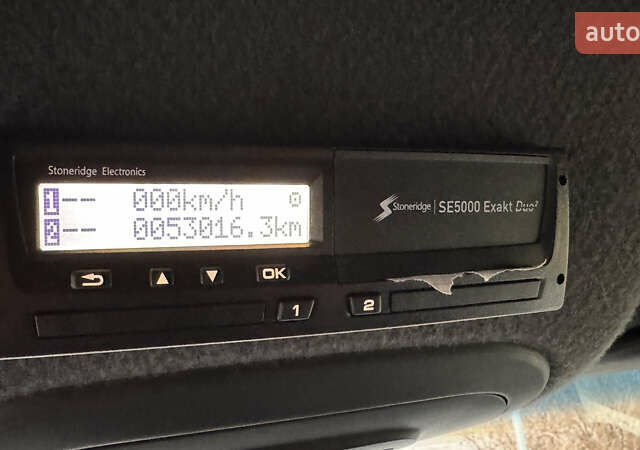 auto
Stoneridge Electronics
1-- 000km/h 0
2-- 0053016.3km
Stoneridge | SE5000 Exakt Duo²
OK
1
2